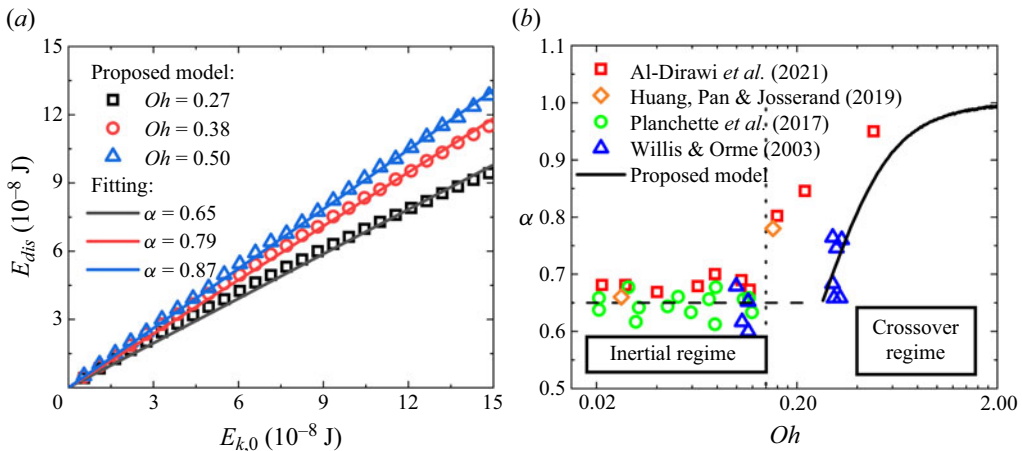 (a)
15
12
9
6
3
0
3
6
9
12
15
E_dis (10⁻⁸ J)
E_k,0 (10⁻⁸ J)
Proposed model:
Oh = 0.27
Oh = 0.38
Oh = 0.50
Fitting:
α = 0.65
α = 0.79
α = 0.87
(b)
1.1
1.0
0.9
0.8
0.7
0.6
0.5
α
0.02
0.20
2.00
Oh
Al-Dirawi et al. (2021)
Huang, Pan & Josserand (2019)
Planchette et al. (2017)
Willis & Orme (2003)
Proposed model
Inertial regime
Crossover
regime